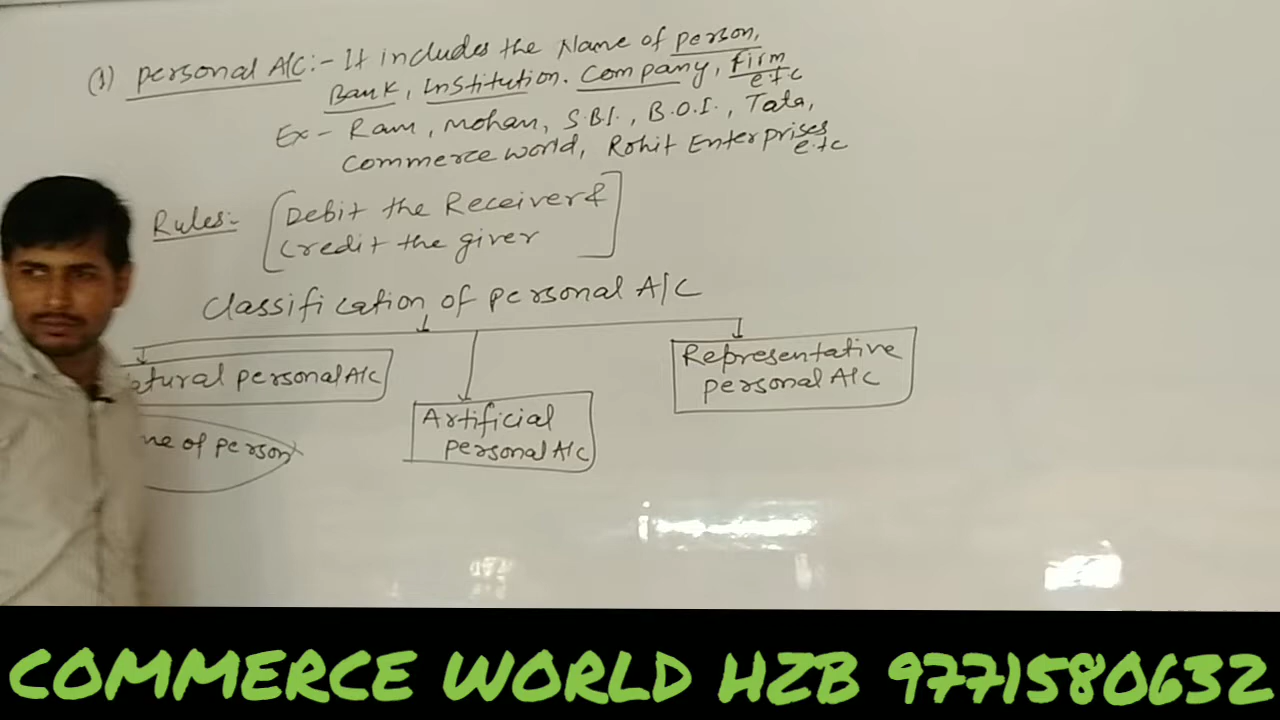 (1) personal A/C:- It includes the Name of person,
Bank, Institution. Company, firm
etc
Ex- Ram, Mohan, S.B.I., B.O.I., Tata,
Commerce world, Rohit Enterprises
etc
Rules:- [Debit the Receiver &
Credit the giver]
Classification of personal A/C
atural personal A/C
Representative
personal A/C
Artificial
personal A/C
me of person
COMMERCE WORLD HZB 9771580632